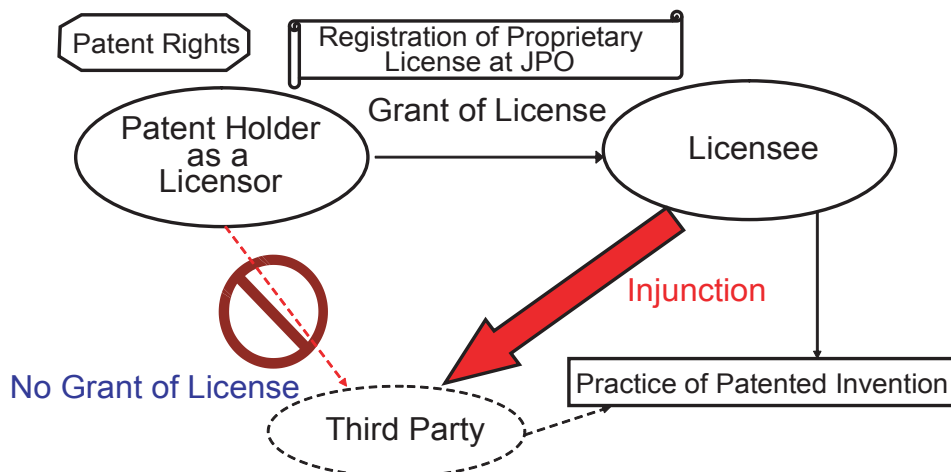 Patent Rights
Registration of Proprietary
License at JPO
Patent Holder
as a
Licensor
Grant of License
Licensee
Injunction
No Grant of License
Practice of Patented Invention
Third Party